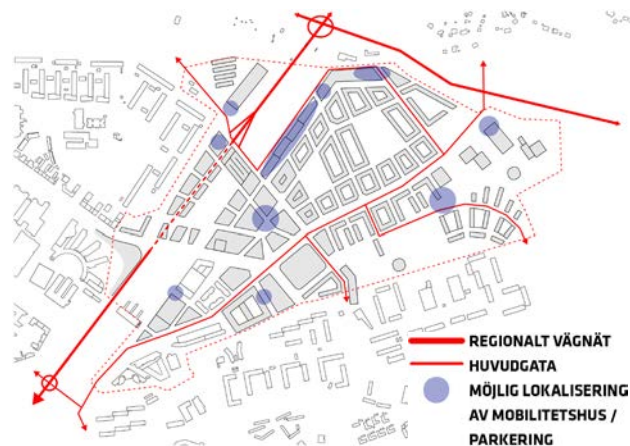 REGIONALT VÄGNÄT
HUVUDGATA
MÖJLIG LOKALISERING
AV MOBILITETSHUS /
PARKERING